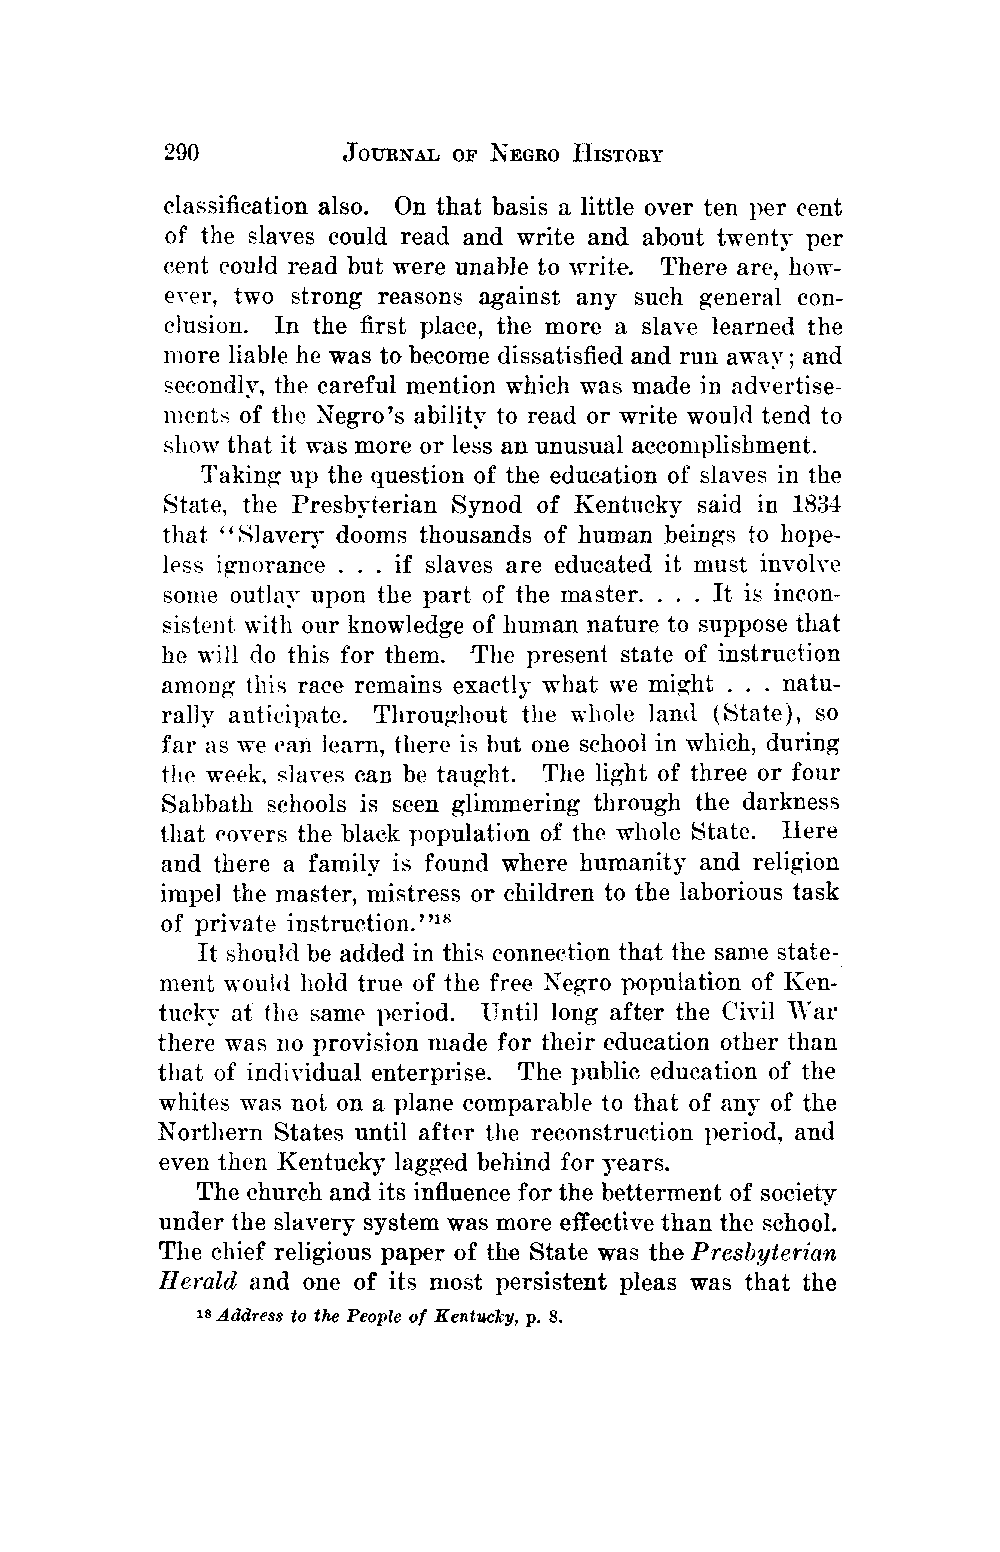 290 JOURNAL OF NEGRO HISTORY
classification also. On that basis a little over ten per cent
of the slaves could read and write and about twenty per
cent could read but were unable to write. There are, how-
ever, two strong reasons against any such general con-
clusion. In the first place, the more a slave learned the
more liable he was to become dissatisfied and run away; and
secondly, the careful mention which was made in advertise-
ments of the Negro's ability to read or write would tend to
show that it was more or less an unusual accomplishment.
Taking up the question of the education of slaves in the
State, the Presbyterian Synod of Kentucky said in 1834
that "Slavery dooms thousands of human beings to hope-
less ignorance . . . if slaves are educated it must involve
some outlay upon the part of the master. . . . It is incon-
sistent with our knowledge of human nature to suppose that
he will do this for them. The present state of instruction
among this race remains exactly what we might . . . natu-
rally anticipate. Throughout the whole land (State), so
far as we can learn, there is but one school in which, during
the week, slaves can be taught. The light of three or four
Sabbath schools is seen glimmering through the darkness
that covers the black population of the whole State. Here
and there a family is found where humanity and religion
impel the master, mistress or children to the laborious task
of private instruction."18
It should be added in this connection that the same state-
ment would hold true of the free Negro population of Ken-
tucky at the same period. Until long after the Civil War
there was no provision made for their education other than
that of individual enterprise. The public education of the
whites was not on a plane comparable to that of any of the
Northern States until after the reconstruction period, and
even then Kentucky lagged behind for years.
The church and its influence for the betterment of society
under the slavery system was more effective than the school.
The chief religious paper of the State was the Presbyterian
Herald and one of its most persistent pleas was that the
18 Address to the People of Kentucky, p. 8.